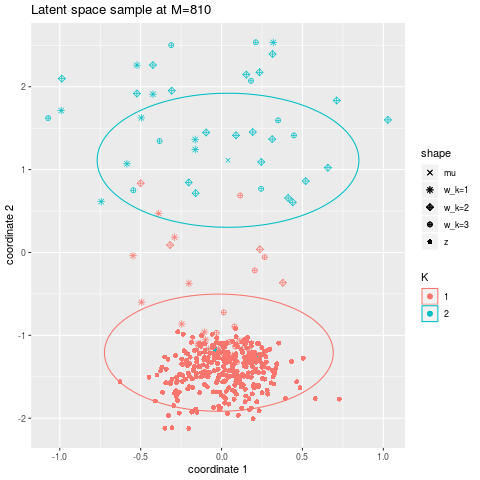 Latent space sample at M=810
coordinate 2
2
1
0
-1
-2
-1.0
-0.5
0.0
0.5
1.0
coordinate 1
shape
mu
w_k=1
w_k=2
w_k=3
z
K
1
2